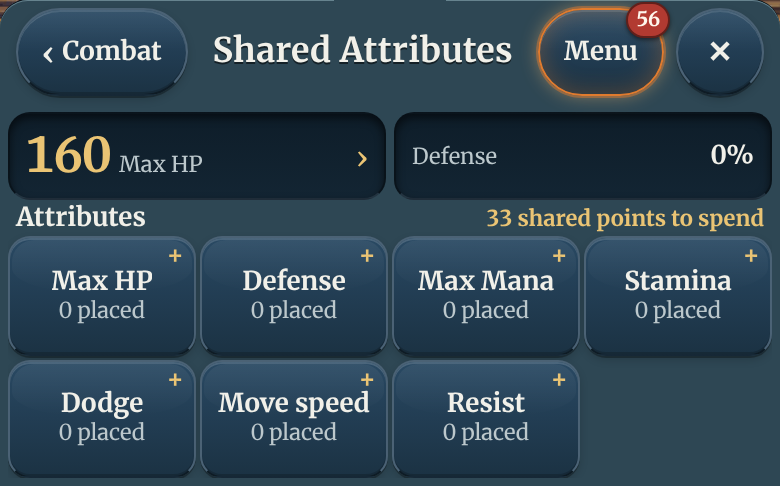 ‹ Combat
Shared Attributes
Menu
56
×
160 Max HP ›
Defense 0%
Attributes
33 shared points to spend
+
Max HP
0 placed
+
Defense
0 placed
+
Max Mana
0 placed
+
Stamina
0 placed
+
Dodge
0 placed
+
Move speed
0 placed
+
Resist
0 placed